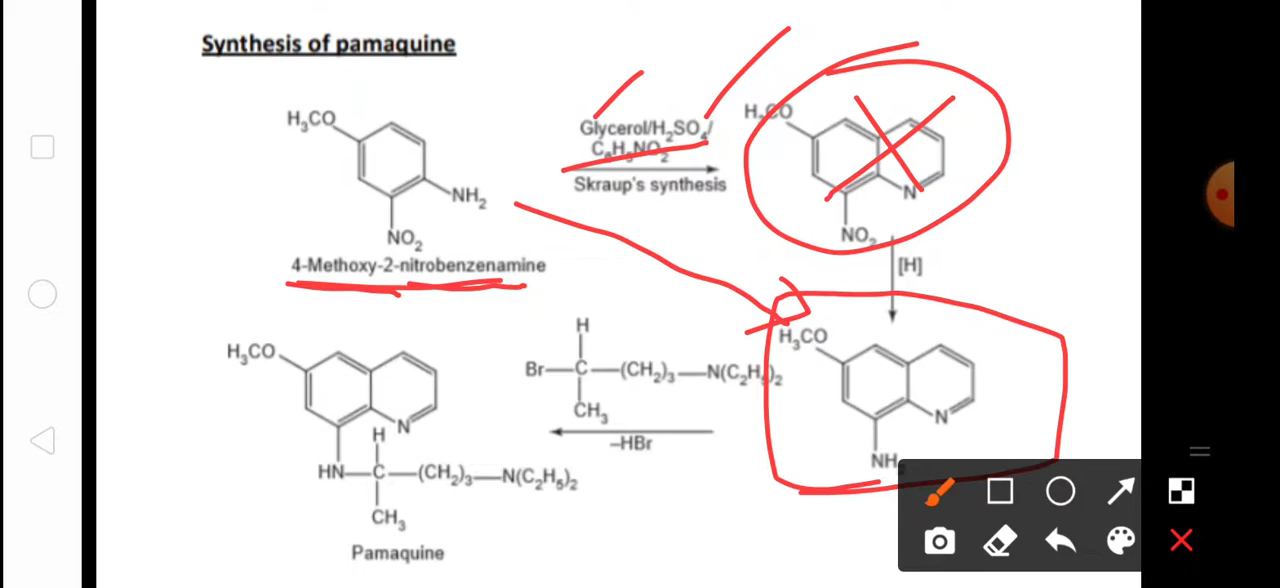 Synthesis of pamaquine
H₃CO
NH₂
NO₂
4-Methoxy-2-nitrobenzenamine
Glycerol/H₂SO₄/
C₆H₅NO₂
Skraup's synthesis
H₃CO
N
NO₂
[H]
H₃CO
N
NH
H
Br—C—(CH₂)₃—N(C₂H₅)₂
CH₃
–HBr
H₃CO
N
H
HN—C—(CH₂)₃—N(C₂H₅)₂
CH₃
Pamaquine